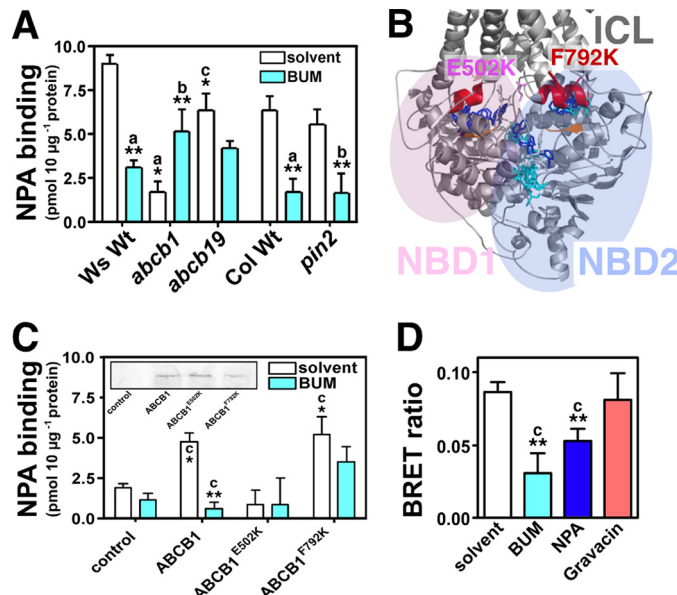 A
NPA binding
(pmol 10 µg⁻¹ protein)
10.0
7.5
5.0
2.5
0.0
solvent
BUM
a
**
a
*
b
**
c
*
a
**
b
**
Ws Wt
abcb1
abcb19
Col Wt
pin2
B
ICL
E502K
F792K
NBD1
NBD2
C
NPA binding
(pmol 10 µg⁻¹ protein)
10.0
7.5
5.0
2.5
0.0
control
ABCB1
ABCB1E502K
ABCB1F792K
solvent
BUM
c
*
c
**
c
*
control
ABCB1
ABCB1E502K
ABCB1F792K
D
BRET ratio
0.10
0.05
0.00
c
**
c
**
solvent
BUM
NPA
Gravacin